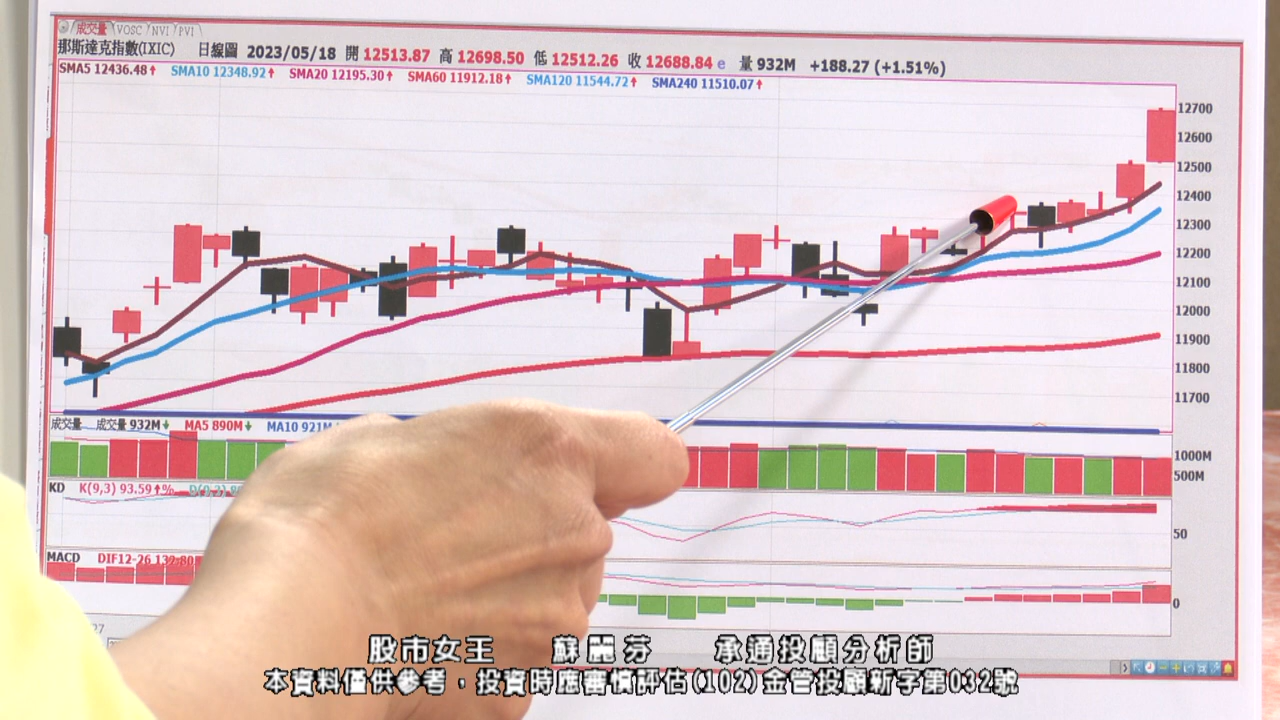 成交量 VOSC NVI PVI
那斯達克指數(IXIC) 日線圖 2023/05/18 開 12513.87 高 12698.50 低 12512.26 收 12688.84 e 量 932M +188.27 (+1.51%)
SMA5 12436.48↑ SMA10 12348.92↑ SMA20 12195.30↑ SMA60 11912.18↑ SMA120 11544.72↑ SMA240 11510.07↑
12700
12600
12500
12400
12300
12200
12100
12000
11900
11800
11700
成交量 成交量 932M↓ MA5 890M↓ MA10 921M
1000M
500M
KD K(9,3) 93.59↑% D(9,3)
50
MACD DIF12-26 132.80
0
股市女王 蘇麗芬 承通投顧分析師
本資料僅供參考，投資時應審慎評估(102)金管投顧新字第032號